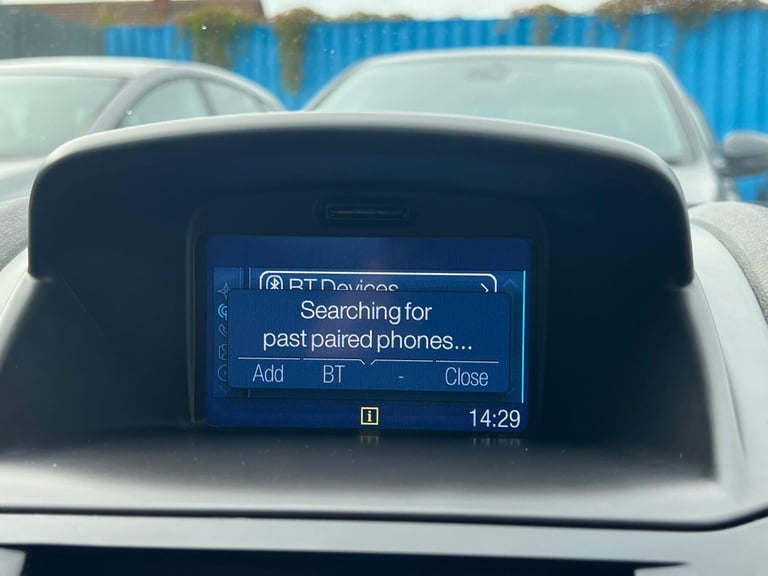 BT Devices
Searching for
past paired phones...
Add BT - Close
i 14:29